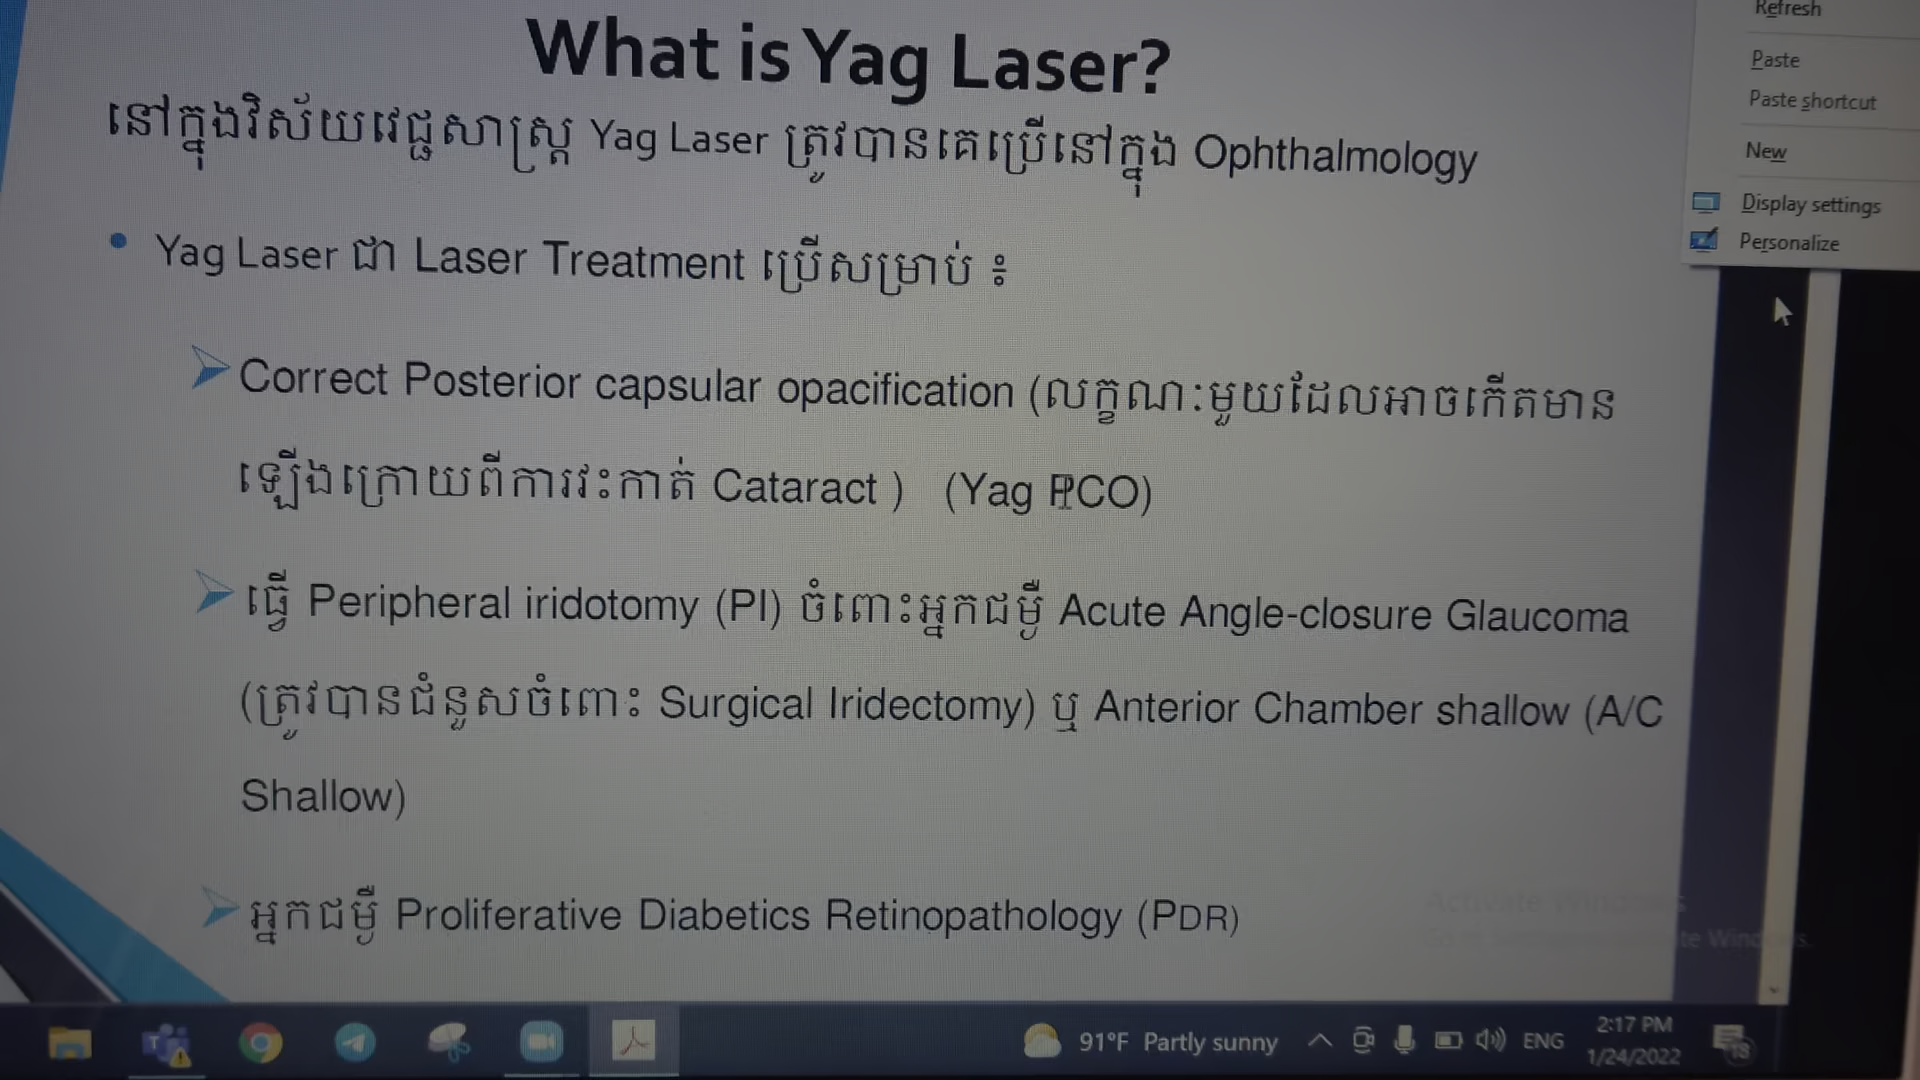 What is Yag Laser?
នៅក្នុងវិស័យវេជ្ជសាស្ត្រ Yag Laser ត្រូវបានគេប្រើនៅក្នុង Ophthalmology
• Yag Laser ជា Laser Treatment ប្រើសម្រាប់ ៖
Correct Posterior capsular opacification (លក្ខណៈមួយដែលអាចកើតមាន
ឡើងក្រោយពីការវះកាត់ Cataract ) (Yag PCO)
ធ្វើ Peripheral iridotomy (PI) ចំពោះអ្នកជម្ងឺ Acute Angle-closure Glaucoma
(ត្រូវបានជំនួសចំពោះ Surgical Iridectomy) ឬ Anterior Chamber shallow (A/C
Shallow)
អ្នកជម្ងឺ Proliferative Diabetics Retinopathology (PDR)
Refresh
Paste
Paste shortcut
New
Display settings
Personalize
Activate Windows
91°F Partly sunny
ENG
2:17 PM
1/24/2022